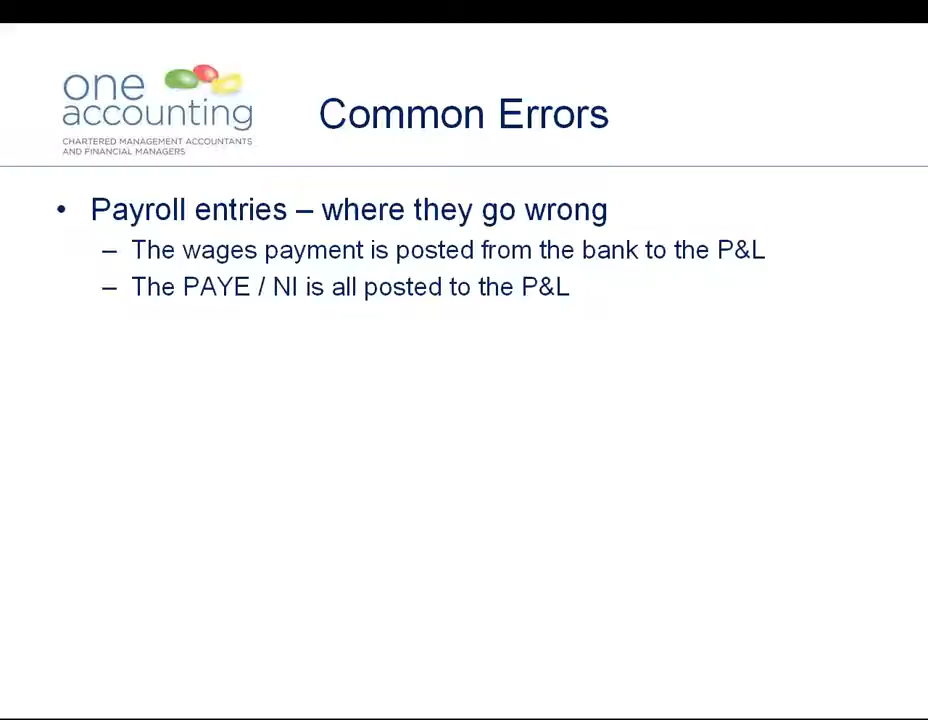 one
accounting
CHARTERED MANAGEMENT ACCOUNTANTS
AND FINANCIAL MANAGERS
Common Errors
• Payroll entries – where they go wrong
– The wages payment is posted from the bank to the P&L
– The PAYE / NI is all posted to the P&L